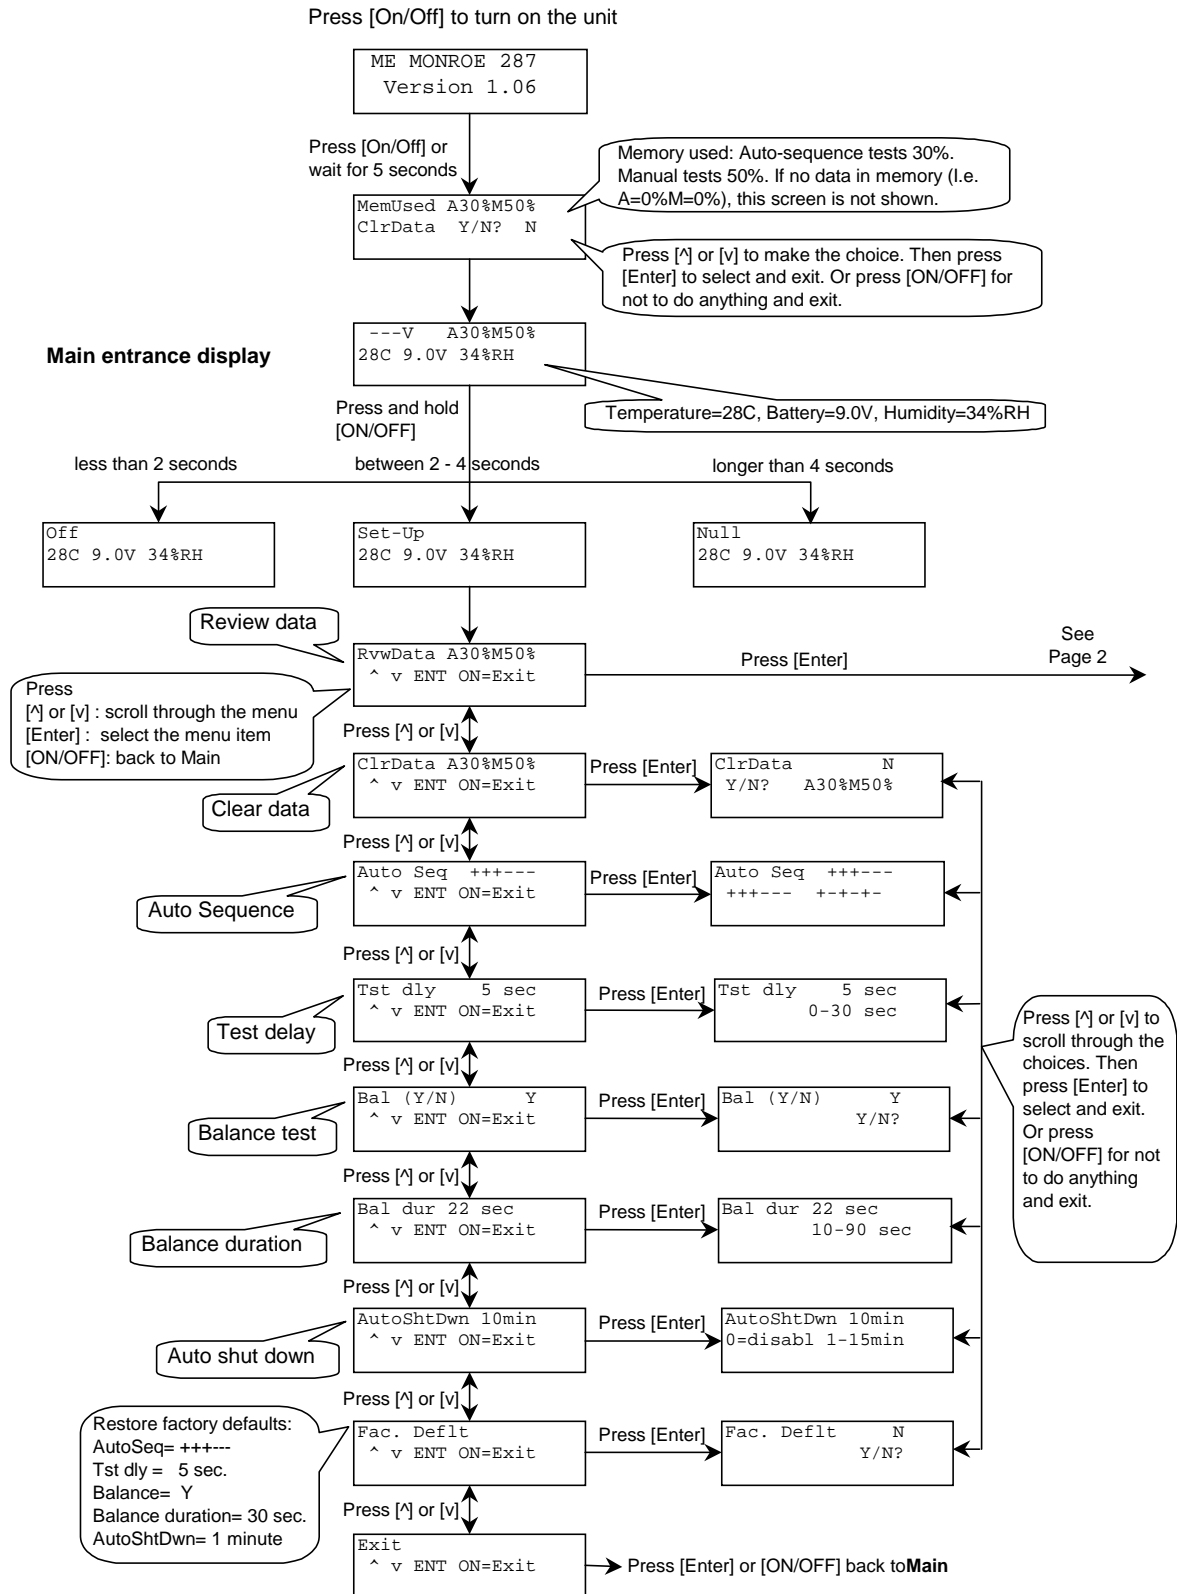 Press [On/Off] to turn on the unit
ME MONROE 287
Version 1.06
Press [On/Off] or
wait for 5 seconds
Memory used: Auto-sequence tests 30%.
Manual tests 50%. If no data in memory (I.e.
A=0%M=0%), this screen is not shown.
MemUsed A30%M50%
ClrData Y/N? N
Press [^] or [v] to make the choice. Then press
[Enter] to select and exit. Or press [ON/OFF] for
not to do anything and exit.
Main entrance display
---V A30%M50%
28C 9.0V 34%RH
Temperature=28C, Battery=9.0V, Humidity=34%RH
Press and hold
[ON/OFF]
less than 2 seconds
between 2 - 4 seconds
longer than 4 seconds
Off
28C 9.0V 34%RH
Set-Up
28C 9.0V 34%RH
Null
28C 9.0V 34%RH
Review data
RvwData A30%M50%
^ v ENT ON=Exit
Press [Enter]
See
Page 2
Press
[^] or [v] : scroll through the menu
[Enter] : select the menu item
[ON/OFF]: back to Main
Press [^] or [v]
Clear data
ClrData A30%M50%
^ v ENT ON=Exit
Press [Enter]
ClrData N
Y/N? A30%M50%
Press [^] or [v]
Auto Sequence
Auto Seq +++---
^ v ENT ON=Exit
Press [Enter]
Auto Seq +++---
+++--- +-+-+-
Press [^] or [v]
Test delay
Tst dly 5 sec
^ v ENT ON=Exit
Press [Enter]
Tst dly 5 sec
0-30 sec
Press [^] or [v] to
scroll through the
choices. Then
press [Enter] to
select and exit.
Or press
[ON/OFF] for not
to do anything
and exit.
Press [^] or [v]
Balance test
Bal (Y/N) Y
^ v ENT ON=Exit
Press [Enter]
Bal (Y/N) Y
Y/N?
Press [^] or [v]
Balance duration
Bal dur 22 sec
^ v ENT ON=Exit
Press [Enter]
Bal dur 22 sec
10-90 sec
Press [^] or [v]
Auto shut down
AutoShtDwn 10min
^ v ENT ON=Exit
Press [Enter]
AutoShtDwn 10min
0=disabl 1-15min
Press [^] or [v]
Restore factory defaults:
AutoSeq= +++---
Tst dly = 5 sec.
Balance= Y
Balance duration= 30 sec.
AutoShtDwn= 1 minute
Fac. Deflt
^ v ENT ON=Exit
Press [Enter]
Fac. Deflt N
Y/N?
Press [^] or [v]
Exit
^ v ENT ON=Exit
Press [Enter] or [ON/OFF] back toMain